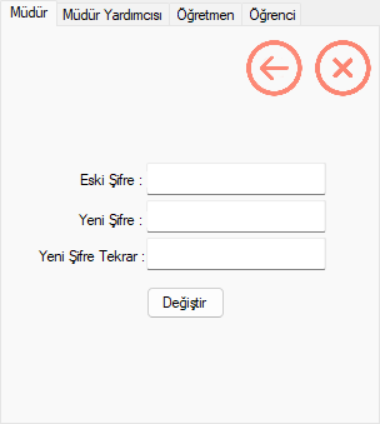 Müdür Müdür Yardımcısı Öğretmen Öğrenci
Eski Şifre :
Yeni Şifre :
Yeni Şifre Tekrar :
Değiştir